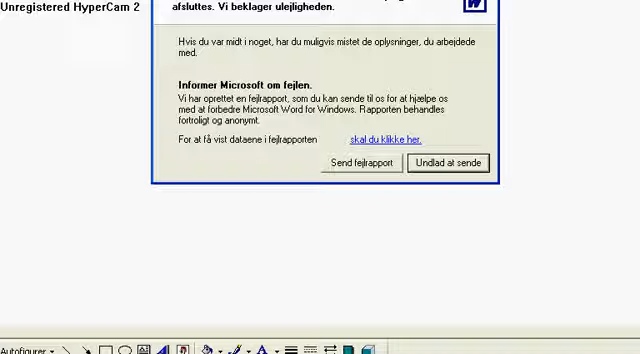 Unregistered HyperCam 2
afsluttes. Vi beklager ulejligheden.
Hvis du var midt i noget, har du muligvis mistet de oplysninger, du arbejdede
med.
Informer Microsoft om fejlen.
Vi har oprettet en fejlrapport, som du kan sende til os for at hjælpe os
med at forbedre Microsoft Word for Windows. Rapporten behandles
fortroligt og anonymt.
For at få vist dataene i fejlrapporten skal du klikke her.
Send fejlrapport Undlad at sende
Autofigurer